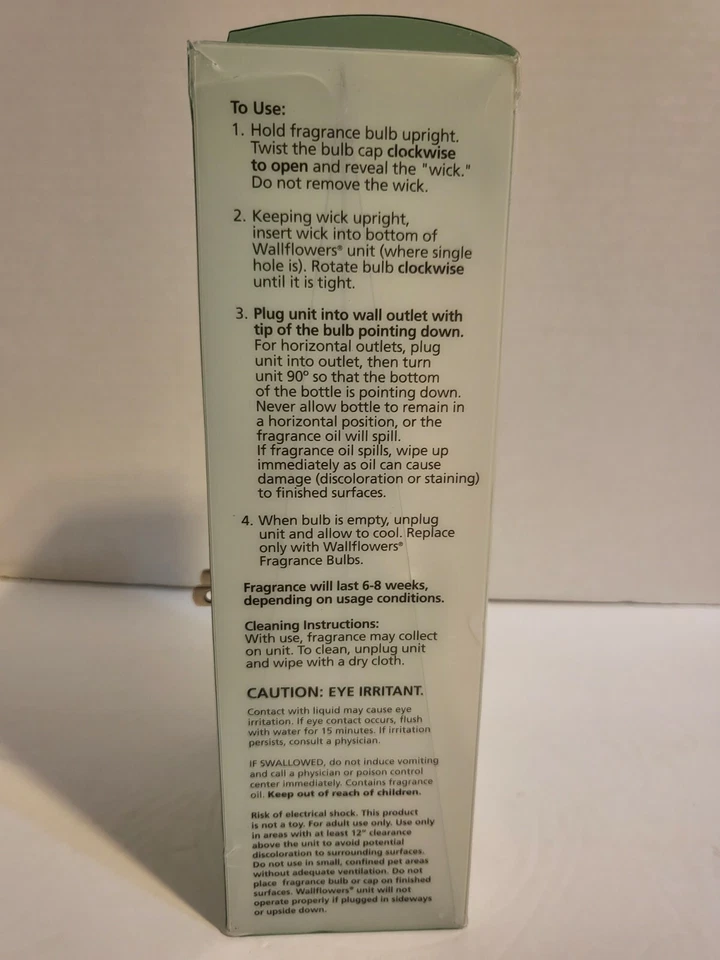 To Use:
1. Hold fragrance bulb upright.
Twist the bulb cap clockwise
to open and reveal the "wick."
Do not remove the wick.
2. Keeping wick upright,
insert wick into bottom of
Wallflowers® unit (where single
hole is). Rotate bulb clockwise
until it is tight.
3. Plug unit into wall outlet with
tip of the bulb pointing down.
For horizontal outlets, plug
unit into outlet, then turn
unit 90° so that the bottom
of the bottle is pointing down.
Never allow bottle to remain in
a horizontal position, or the
fragrance oil will spill.
If fragrance oil spills, wipe up
immediately as oil can cause
damage (discoloration or staining)
to finished surfaces.
4. When bulb is empty, unplug
unit and allow to cool. Replace
only with Wallflowers®
Fragrance Bulbs.
Fragrance will last 6-8 weeks,
depending on usage conditions.
Cleaning Instructions:
With use, fragrance may collect
on unit. To clean, unplug unit
and wipe with a dry cloth.
CAUTION: EYE IRRITANT.
Contact with liquid may cause eye
irritation. If eye contact occurs, flush
with water for 15 minutes. If irritation
persists, consult a physician.
IF SWALLOWED, do not induce vomiting
and call a physician or poison control
center immediately. Contains fragrance
oil. Keep out of reach of children.
Risk of electrical shock. This product
is not a toy. For adult use only. Use only
in areas with at least 12" clearance
above the unit to avoid potential
discoloration to surrounding surfaces.
Do not use in small, confined pet areas
without adequate ventilation. Do not
place fragrance bulb or cap on finished
surfaces. Wallflowers® unit will not
operate properly if plugged in sideways
or upside down.